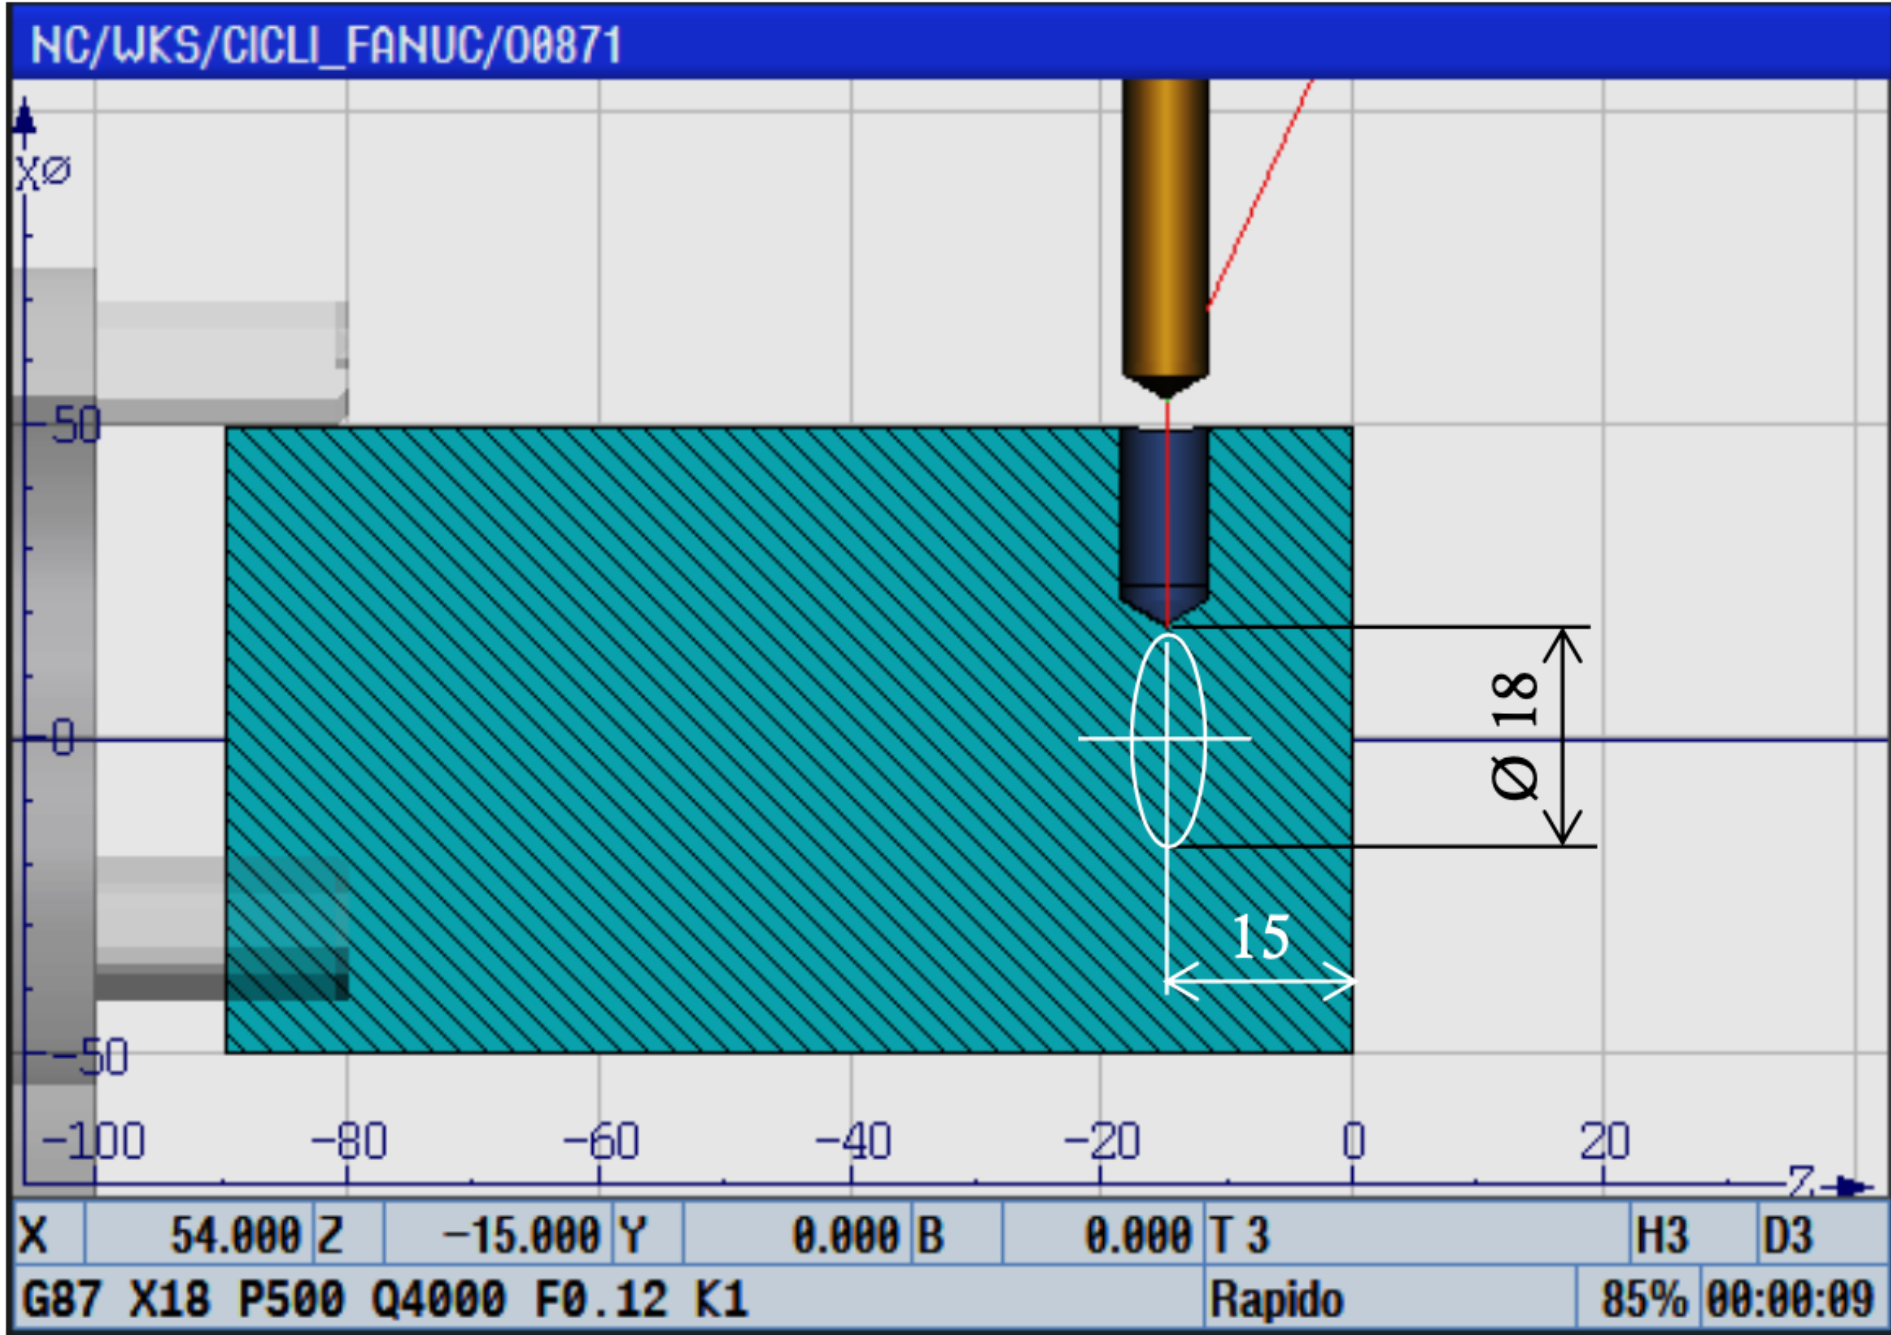 NC/WKS/CICLI_FANUC/O0871
XØ
50
0
-50
Ø 18
15
-100 -80 -60 -40 -20 0 20 Z
X 54.000 Z -15.000 Y 0.000 B 0.000 T 3 H3 D3
G87 X18 P500 Q4000 F0.12 K1 Rapido 85% 00:00:09